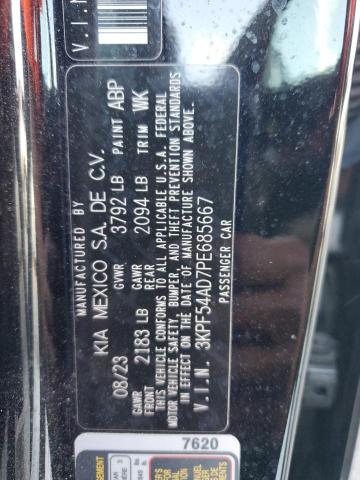 V.I.N
MANUFACTURED BY
KIA MEXICO S.A. DE C.V.
08/23 GVWR 3792 LB PAINT ABP
GAWR FRONT 2183 LB GAWR REAR 2094 LB TRIM WK
THIS VEHICLE CONFORMS TO ALL APPLICABLE U.S.A. FEDERAL
MOTOR VEHICLE SAFETY, BUMPER, AND THEFT PREVENTION STANDARDS
IN EFFECT ON THE DATE OF MANUFACTURE SHOWN ABOVE.
V.I.N. 3KPF54AD7PE685667
PASSENGER CAR
7620